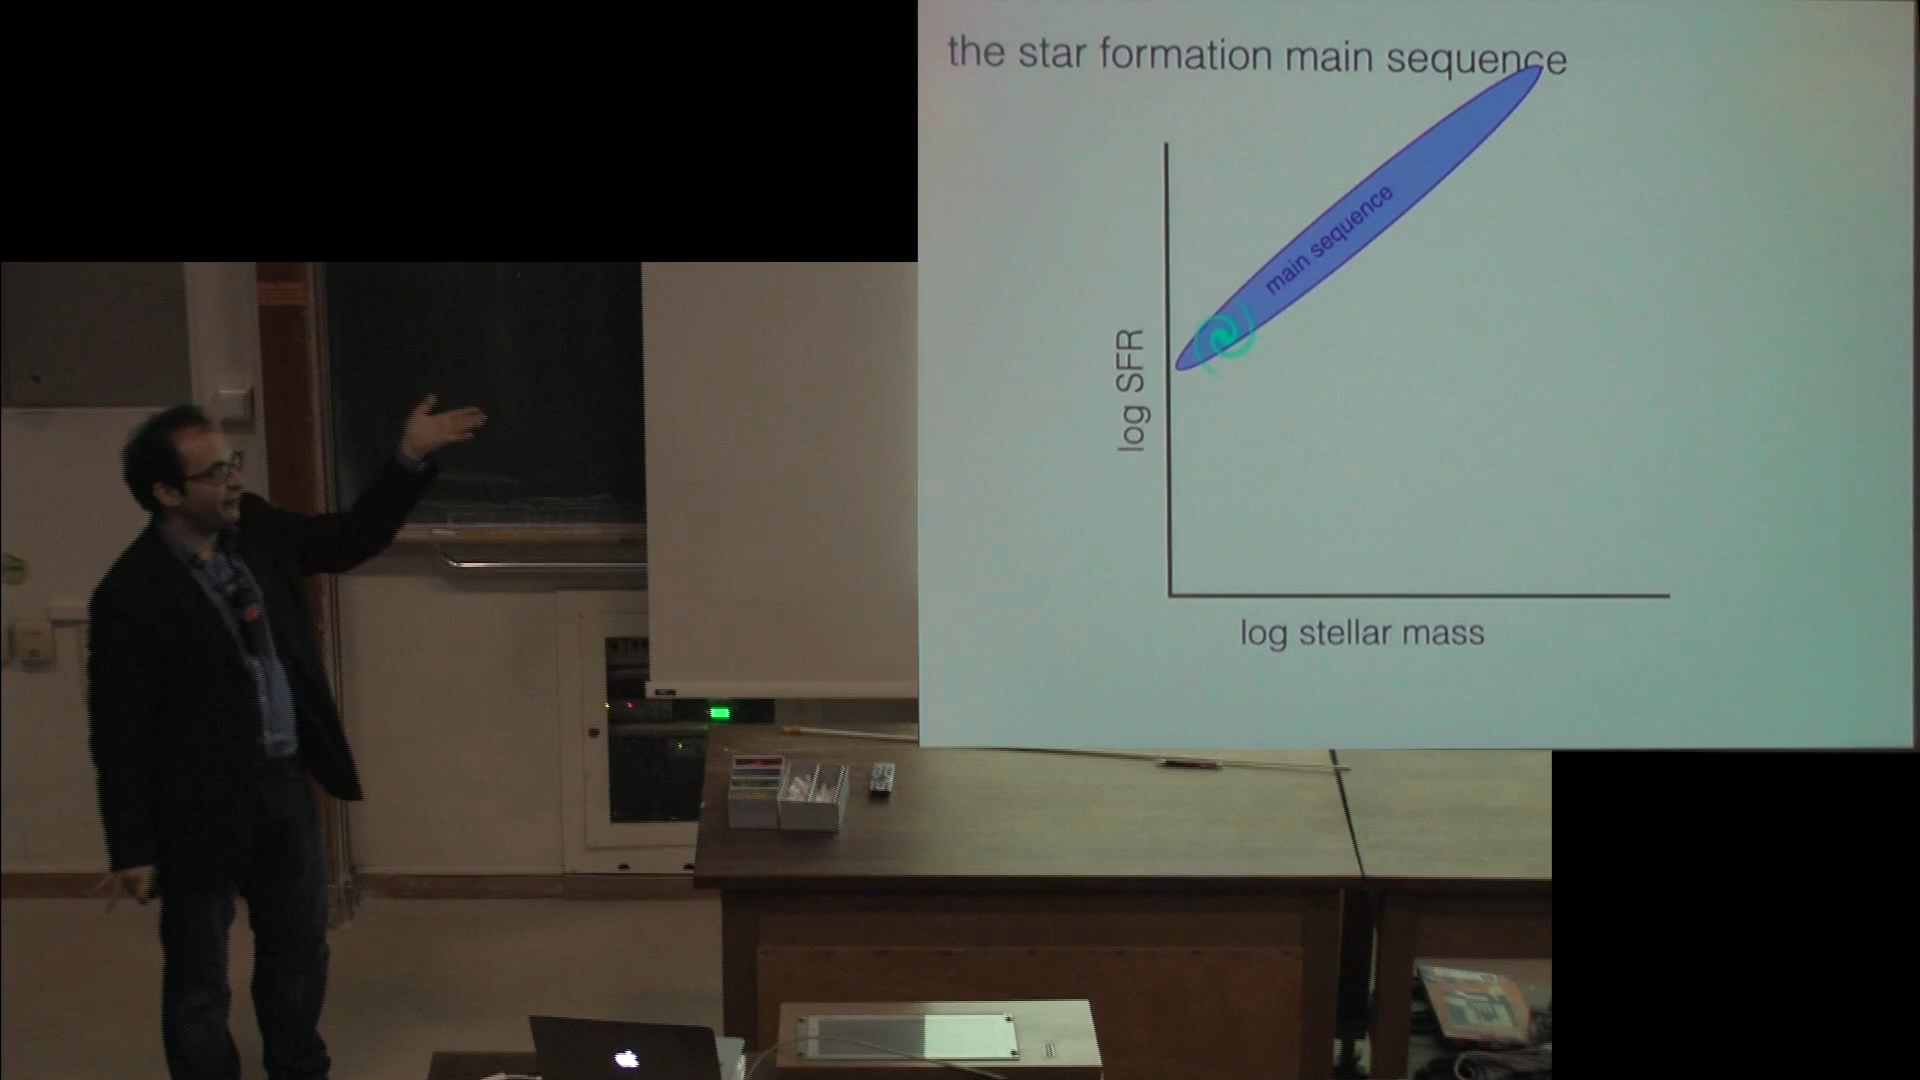 the star formation main sequence
main sequence
log SFR
log stellar mass